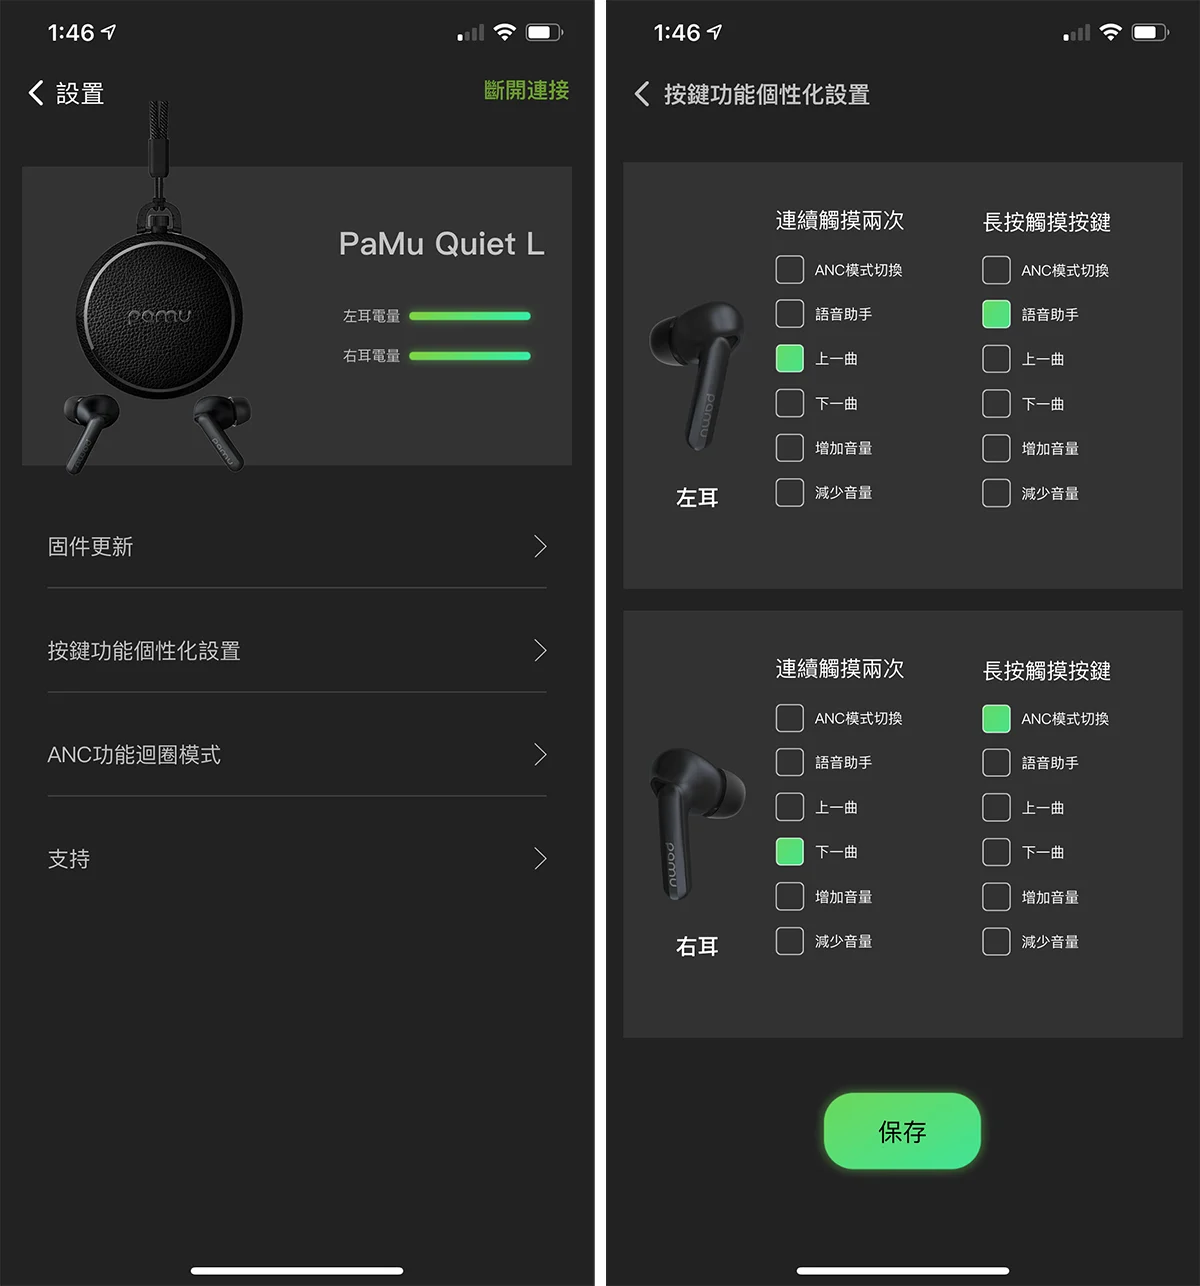 1:46
設置
斷開連接
pamu
PaMu Quiet L
左耳電量
右耳電量
pamu
pamu
固件更新
按鍵功能個性化設置
ANC功能迴圈模式
支持
1:46
按鍵功能個性化設置
連續觸摸兩次
ANC模式切換
語音助手
上一曲
下一曲
增加音量
減少音量
長按觸摸按鍵
ANC模式切換
語音助手
上一曲
下一曲
增加音量
減少音量
pamu
左耳
連續觸摸兩次
ANC模式切換
語音助手
上一曲
下一曲
增加音量
減少音量
長按觸摸按鍵
ANC模式切換
語音助手
上一曲
下一曲
增加音量
減少音量
pamu
右耳
保存